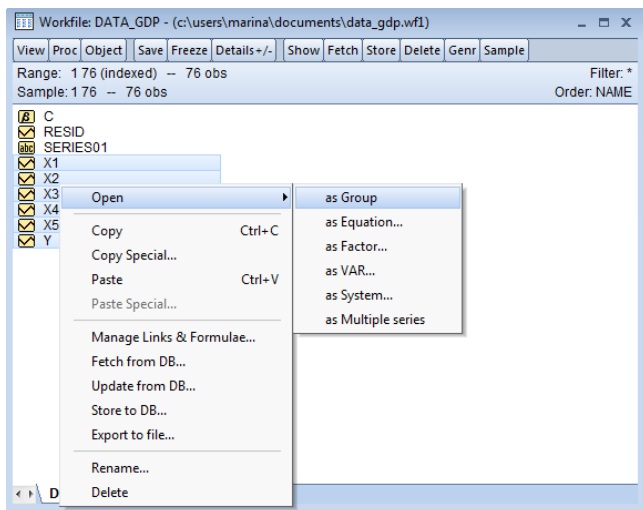 Workfile: DATA_GDP - (c:\users\marina\documents\data_gdp.wf1)
View Proc Object Save Freeze Details+/- Show Fetch Store Delete Genr Sample
Range: 1 76 (indexed) -- 76 obs Filter: *
Sample: 1 76 -- 76 obs Order: NAME
β C
RESID
abc SERIES01
X1
X2
X3
X4
X5
Y
Open
Copy Ctrl+C
Copy Special...
Paste Ctrl+V
Paste Special...
Manage Links & Formulae...
Fetch from DB...
Update from DB...
Store to DB...
Export to file...
Rename...
Delete
as Group
as Equation...
as Factor...
as VAR...
as System...
as Multiple series
D